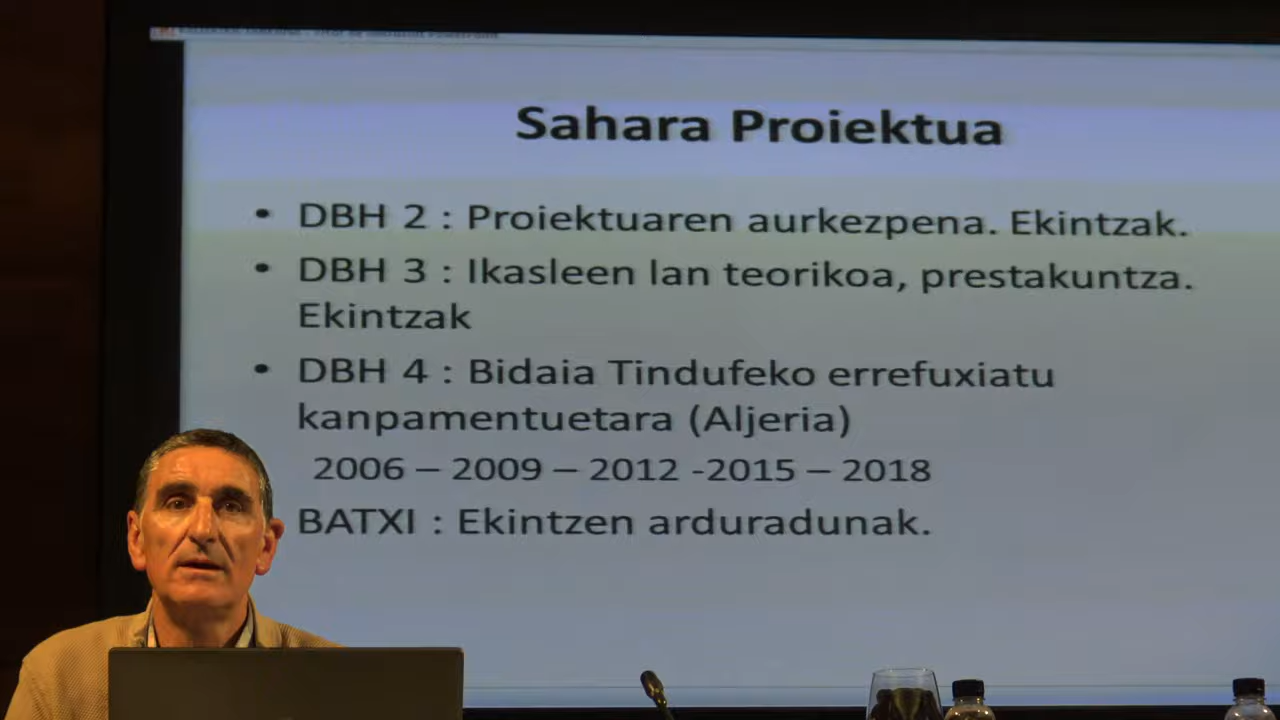 Sahara Proiektua
• DBH 2 : Proiektuaren aurkezpena. Ekintzak.
• DBH 3 : Ikasleen lan teorikoa, prestakuntza.
Ekintzak
• DBH 4 : Bidaia Tindufeko errefuxiatu
kanpamentuetara (Aljeria)
2006 – 2009 – 2012 -2015 – 2018
BATXI : Ekintzen arduradunak.